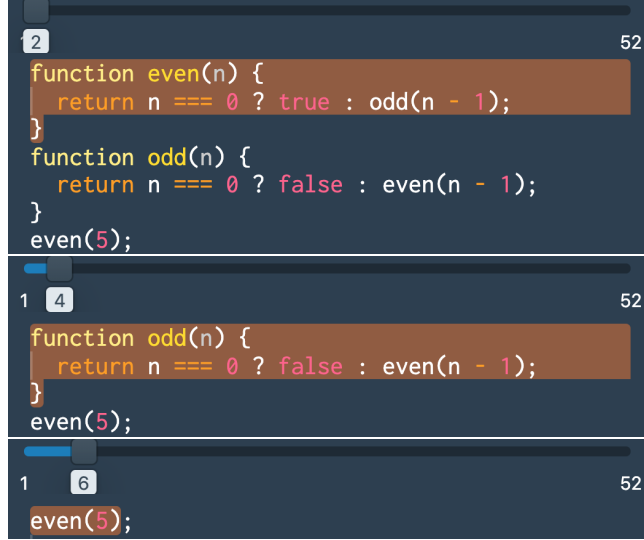 2 52
function even(n) {
  return n === 0 ? true : odd(n - 1);
}
function odd(n) {
  return n === 0 ? false : even(n - 1);
}
even(5);
1 4 52
function odd(n) {
  return n === 0 ? false : even(n - 1);
}
even(5);
1 6 52
even(5);